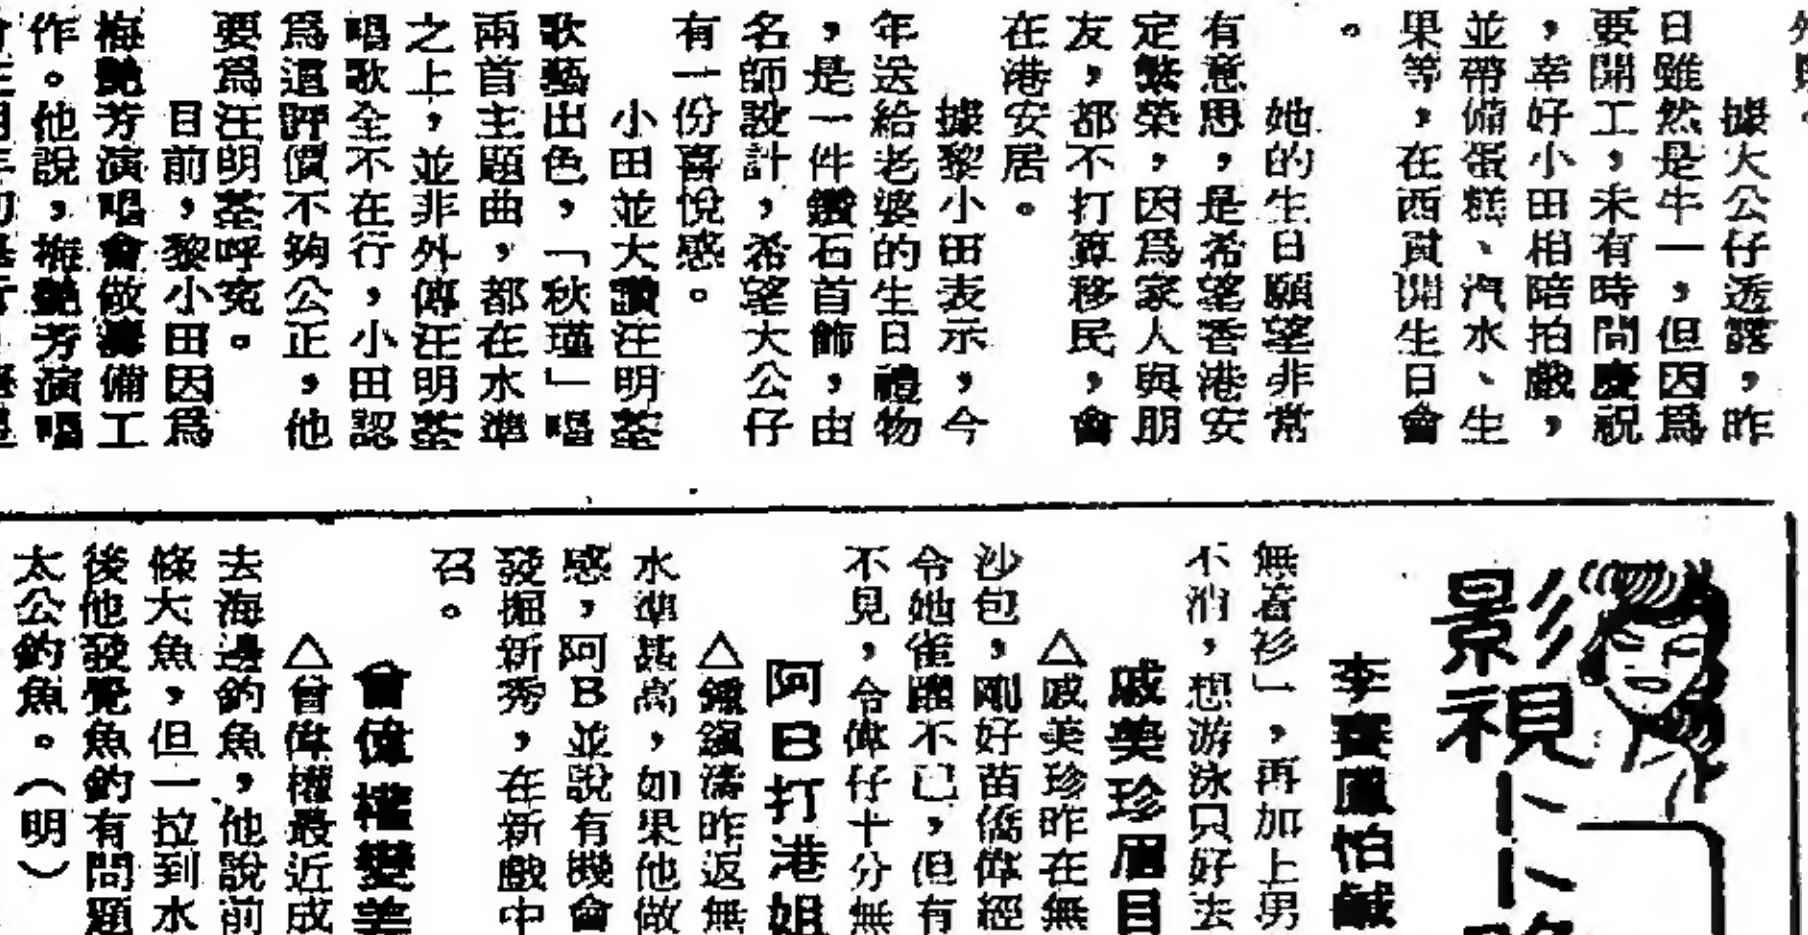 據大公仔透露，昨
日雖然是牛一，但因為
要開工，未有時間慶祝
，幸好小田相陪拍戲，
並帶備蛋糕、汽水、生
果等，在西貢開生日會
。
她的生日願望非常
有意思，是希望香港安
定繁榮，因為家人與朋
友，都不打算移民，會
在港安居。
據黎小田表示，今
年送給老婆的生日禮物
，是一件鑽石首飾，由
名師設計，希望大公仔
有一份喜悅感。
小田並大讚汪明荃
歌藝出色，「秋瑾」唱
兩首主題曲，都在水準
之上，並非外傳汪明荃
唱歌全不在行，小田認
為這評價不夠公正，他
要為汪明荃呼冤。
目前，黎小田因為
梅艷芳演唱會做籌備工
作。他說，梅艷芳演唱
影視
李賽鳳怕鹹
無着衫」，再加上男
不消，想游泳只好去
戚美珍眉目
△戚美珍昨在無
沙包，剛好苗僑偉經
令她雀躍不已，但有
不見，令偉仔十分無
阿B打港姐
△鍾鎮濤昨返無
水準甚高，如果他做
感，阿B並說有機會
發掘新秀，在新戲中
召。
曾偉權變姜
△曾偉權最近成
去海邊釣魚，他說前
條大魚，但一拉到水
後他發覺魚釣有問題
太公釣魚。（明）